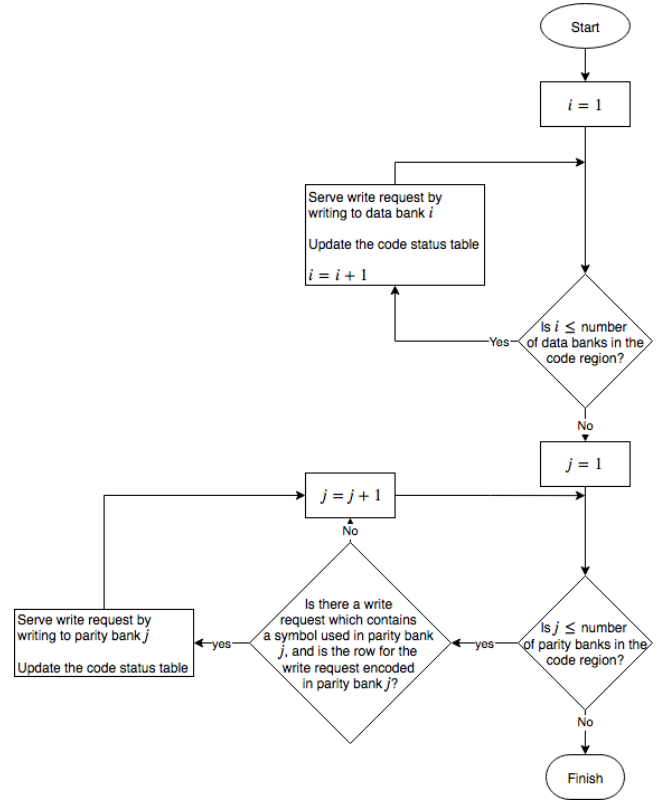 Start
i = 1
Serve write request by
writing to data bank i
Update the code status table
i = i + 1
Is i ≤ number
of data banks in the
code region?
Yes
No
j = 1
j = j + 1
No
Is there a write
request which contains
a symbol used in parity bank
j, and is the row for the
write request encoded
in parity bank j?
Serve write request by
writing to parity bank j
Update the code status table
yes
yes
Is j ≤ number
of parity banks in the
code region?
No
Finish